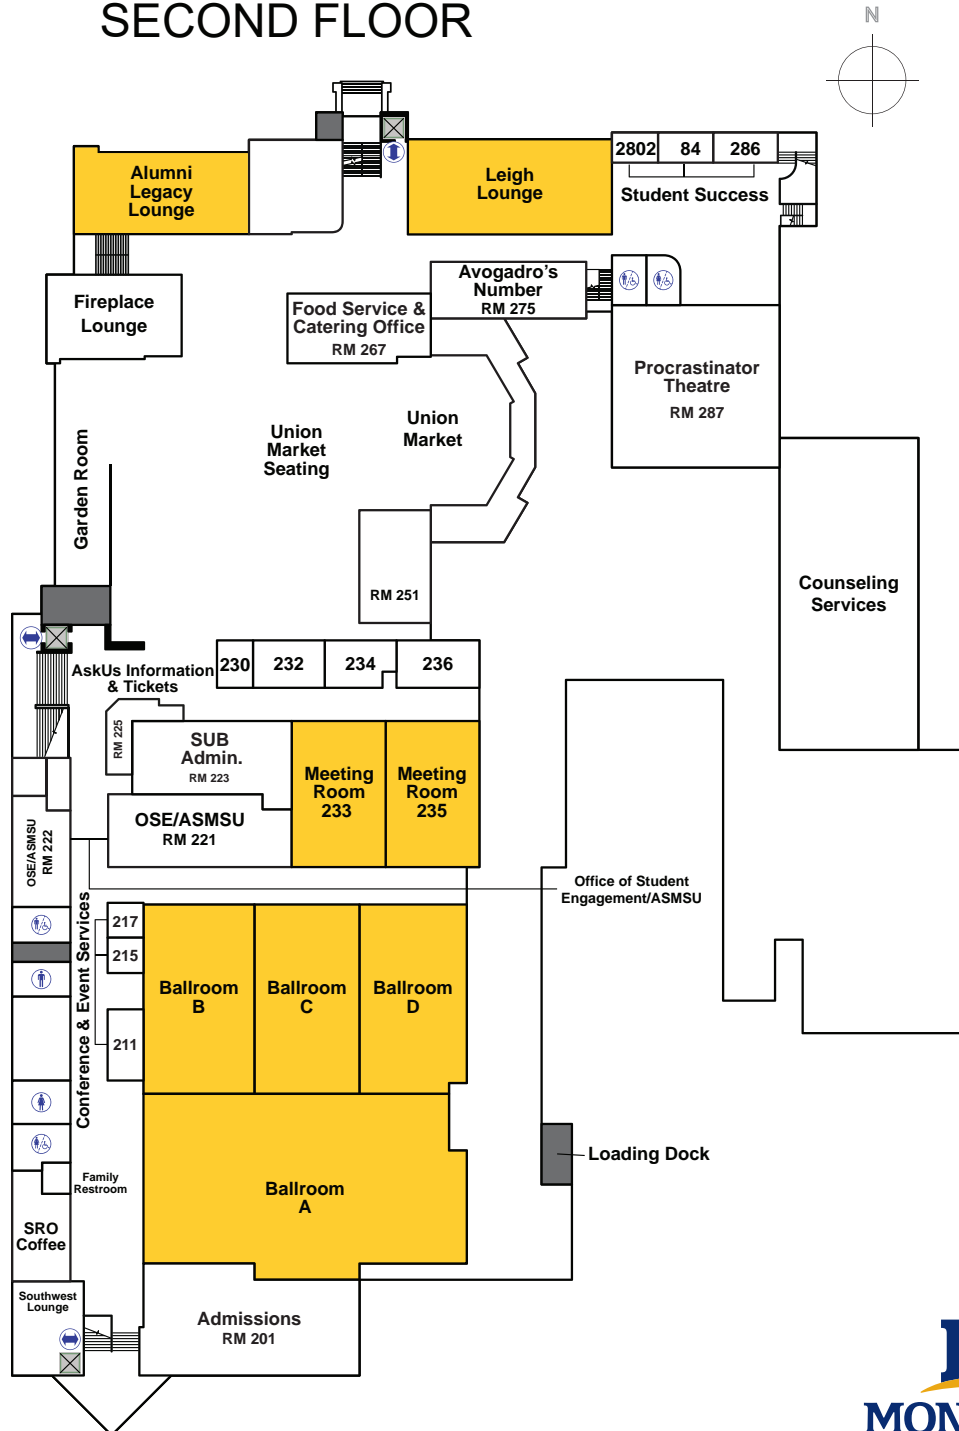 SECOND FLOOR
N
Alumni
Legacy
Lounge
Leigh
Lounge
2802
84
286
Student Success
Fireplace
Lounge
Avogadro's
Number
RM 275
Food Service &
Catering Office
RM 267
Procrastinator
Theatre
RM 287
Union
Market
Seating
Union
Market
Garden Room
RM 251
Counseling
Services
AskUs Information
& Tickets
230
232
234
236
RM 225
SUB
Admin.
RM 223
Meeting
Room
233
Meeting
Room
235
OSE/ASMSU
RM 221
OSE/ASMSU
RM 222
Office of Student
Engagement/ASMSU
Conference & Event Services
217
215
211
Ballroom
B
Ballroom
C
Ballroom
D
Loading Dock
Family
Restroom
Ballroom
A
SRO
Coffee
Southwest
Lounge
Admissions
RM 201